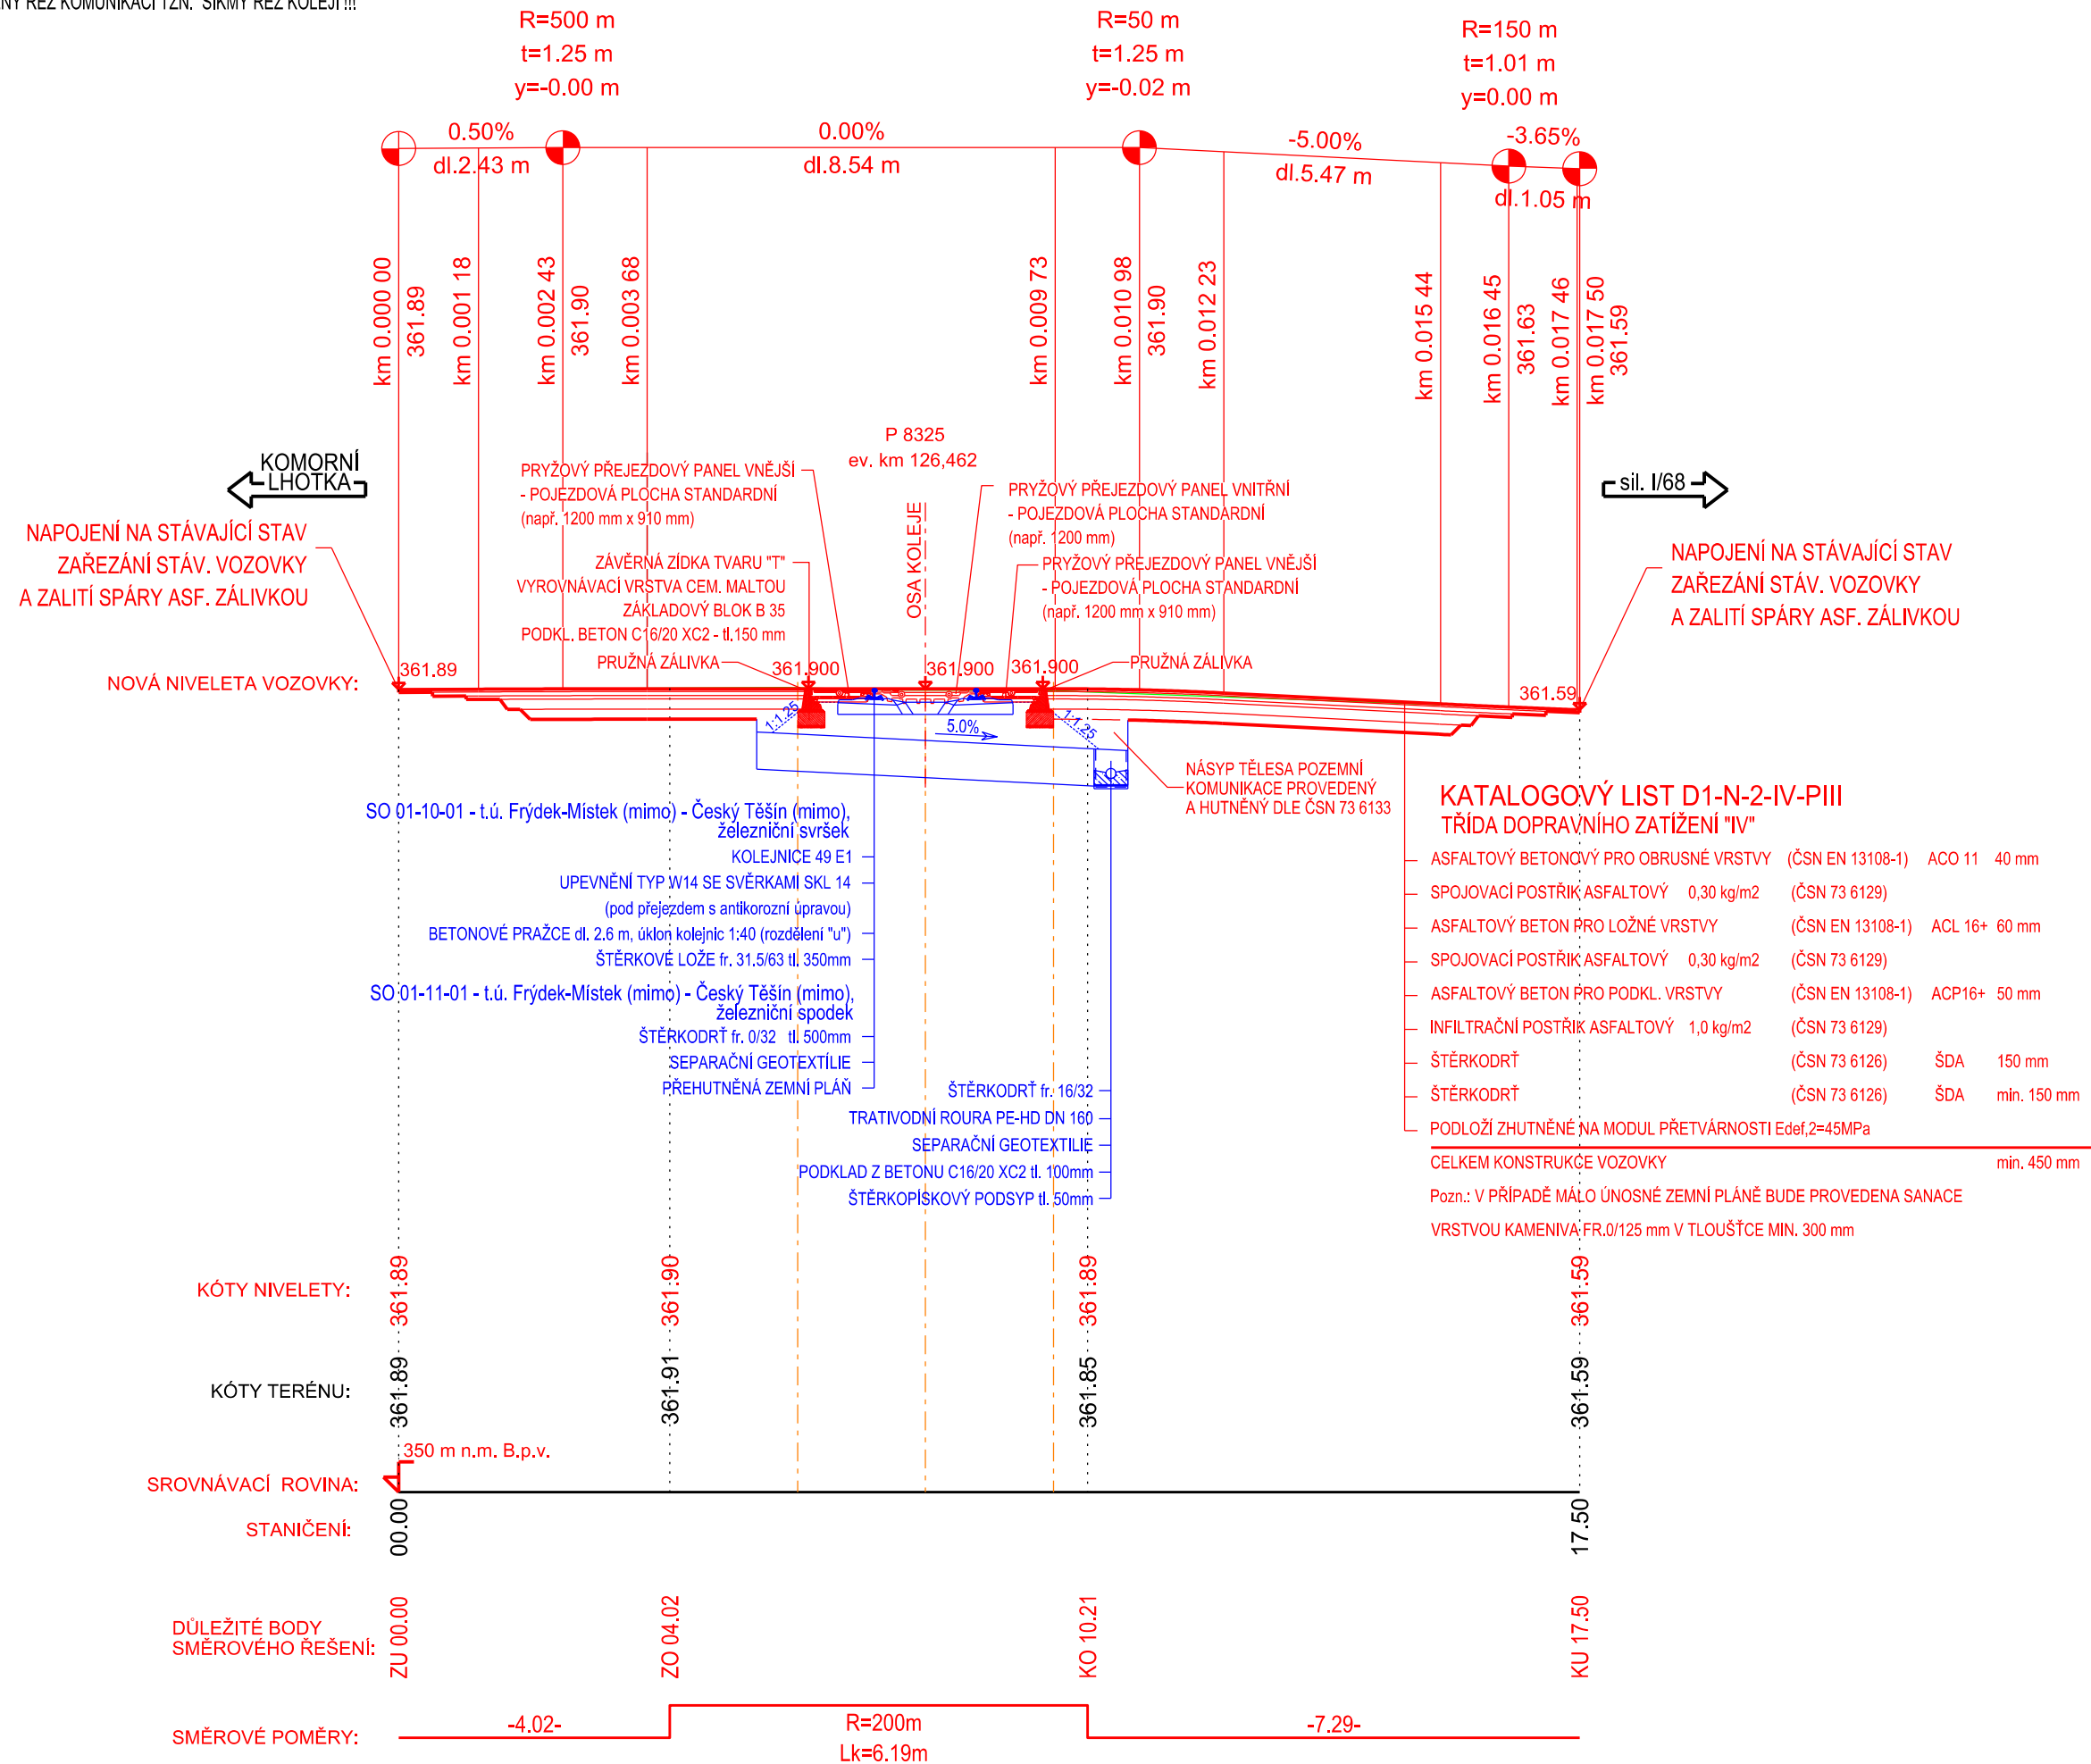 REZ KOMUNIKACÍ TZN. ŠIKMÝ ŘEZ KOLEJÍ !!!
R=500 m
t=1.25 m
y=-0.00 m
R=50 m
t=1.25 m
y=-0.02 m
R=150 m
t=1.01 m
y=0.00 m
0.50%
dl.2.43 m
0.00%
dl.8.54 m
-5.00%
dl.5.47 m
-3.65%
dl.1.05 m
km 0.000 00
361.89
km 0.001 18
km 0.002 43
361.90
km 0.003 68
km 0.009 73
km 0.010 98
361.90
km 0.012 23
km 0.015 44
km 0.016 45
361.63
km 0.017 46
km 0.017 50
361.59
KOMORNÍ
LHOTKA
sil. I/68
P 8325
ev. km 126,462
OSA KOLEJE
PRYŽOVÝ PŘEJEZDOVÝ PANEL VNĚJŠÍ
- POJEZDOVÁ PLOCHA STANDARDNÍ
(např. 1200 mm x 910 mm)
PRYŽOVÝ PŘEJEZDOVÝ PANEL VNITŘNÍ
- POJEZDOVÁ PLOCHA STANDARDNÍ
(např. 1200 mm)
PRYŽOVÝ PŘEJEZDOVÝ PANEL VNĚJŠÍ
- POJEZDOVÁ PLOCHA STANDARDNÍ
(např. 1200 mm x 910 mm)
ZÁVĚRNÁ ZÍDKA TVARU "T"
VYROVNÁVACÍ VRSTVA CEM. MALTOU
ZÁKLADOVÝ BLOK B 35
PODKL. BETON C16/20 XC2 - tl.150 mm
PRUŽNÁ ZÁLIVKA
PRUŽNÁ ZÁLIVKA
NAPOJENÍ NA STÁVAJÍCÍ STAV
ZAŘEZÁNÍ STÁV. VOZOVKY
A ZALITÍ SPÁRY ASF. ZÁLIVKOU
NAPOJENÍ NA STÁVAJÍCÍ STAV
ZAŘEZÁNÍ STÁV. VOZOVKY
A ZALITÍ SPÁRY ASF. ZÁLIVKOU
NOVÁ NIVELETA VOZOVKY:
361.89
361.900
361.900
361.900
361.59
1:1.25
5.0%
1:1.25
NÁSYP TĚLESA POZEMNÍ
KOMUNIKACE PROVEDENÝ
A HUTNĚNÝ DLE ČSN 73 6133
SO 01-10-01 - t.ú. Frýdek-Místek (mimo) - Český Těšín (mimo),
železniční svršek
KOLEJNICE 49 E1
UPEVNĚNÍ TYP W14 SE SVĚRKAMI SKL 14
(pod přejezdem s antikorozní úpravou)
BETONOVÉ PRAŽCE dl. 2.6 m, úklon kolejnic 1:40 (rozdělení "u")
ŠTĚRKOVÉ LOŽE fr. 31.5/63 tl. 350mm
SO 01-11-01 - t.ú. Frýdek-Místek (mimo) - Český Těšín (mimo),
železniční spodek
ŠTĚRKODRŤ fr. 0/32 tl. 500mm
SEPARAČNÍ GEOTEXTÍLIE
PŘEHUTNĚNÁ ZEMNÍ PLÁŇ
ŠTĚRKODRŤ fr. 16/32
TRATIVODNÍ ROURA PE-HD DN 160
SEPARAČNÍ GEOTEXTILIE
PODKLAD Z BETONU C16/20 XC2 tl. 100mm
ŠTĚRKOPÍSKOVÝ PODSYP tl. 50mm
KATALOGOVÝ LIST D1-N-2-IV-PIII
TŘÍDA DOPRAVNÍHO ZATÍŽENÍ "IV"
ASFALTOVÝ BETONOVÝ PRO OBRUSNÉ VRSTVY (ČSN EN 13108-1) ACO 11 40 mm
SPOJOVACÍ POSTŘIK ASFALTOVÝ 0,30 kg/m2 (ČSN 73 6129)
ASFALTOVÝ BETON PRO LOŽNÉ VRSTVY (ČSN EN 13108-1) ACL 16+ 60 mm
SPOJOVACÍ POSTŘIK ASFALTOVÝ 0,30 kg/m2 (ČSN 73 6129)
ASFALTOVÝ BETON PRO PODKL. VRSTVY (ČSN EN 13108-1) ACP16+ 50 mm
INFILTRAČNÍ POSTŘIK ASFALTOVÝ 1,0 kg/m2 (ČSN 73 6129)
ŠTĚRKODRŤ (ČSN 73 6126) ŠDA 150 mm
ŠTĚRKODRŤ (ČSN 73 6126) ŠDA min. 150 mm
PODLOŽÍ ZHUTNĚNÉ NA MODUL PŘETVÁRNOSTI Edef,2=45MPa
CELKEM KONSTRUKCE VOZOVKY min. 450 mm
Pozn.: V PŘÍPADĚ MÁLO ÚNOSNÉ ZEMNÍ PLÁNĚ BUDE PROVEDENA SANACE
VRSTVOU KAMENIVA FR.0/125 mm V TLOUŠŤCE MIN. 300 mm
KÓTY NIVELETY: 361.89 361.90 361.89 361.59
KÓTY TERÉNU: 361.89 361.91 361.85 361.59
350 m n.m. B.p.v.
SROVNÁVACÍ ROVINA:
STANIČENÍ: 00.00 17.50
DŮLEŽITÉ BODY
SMĚROVÉHO ŘEŠENÍ:
ZU 00.00 ZO 04.02 KO 10.21 KU 17.50
SMĚROVÉ POMĚRY:
-4.02-
R=200m
Lk=6.19m
-7.29-